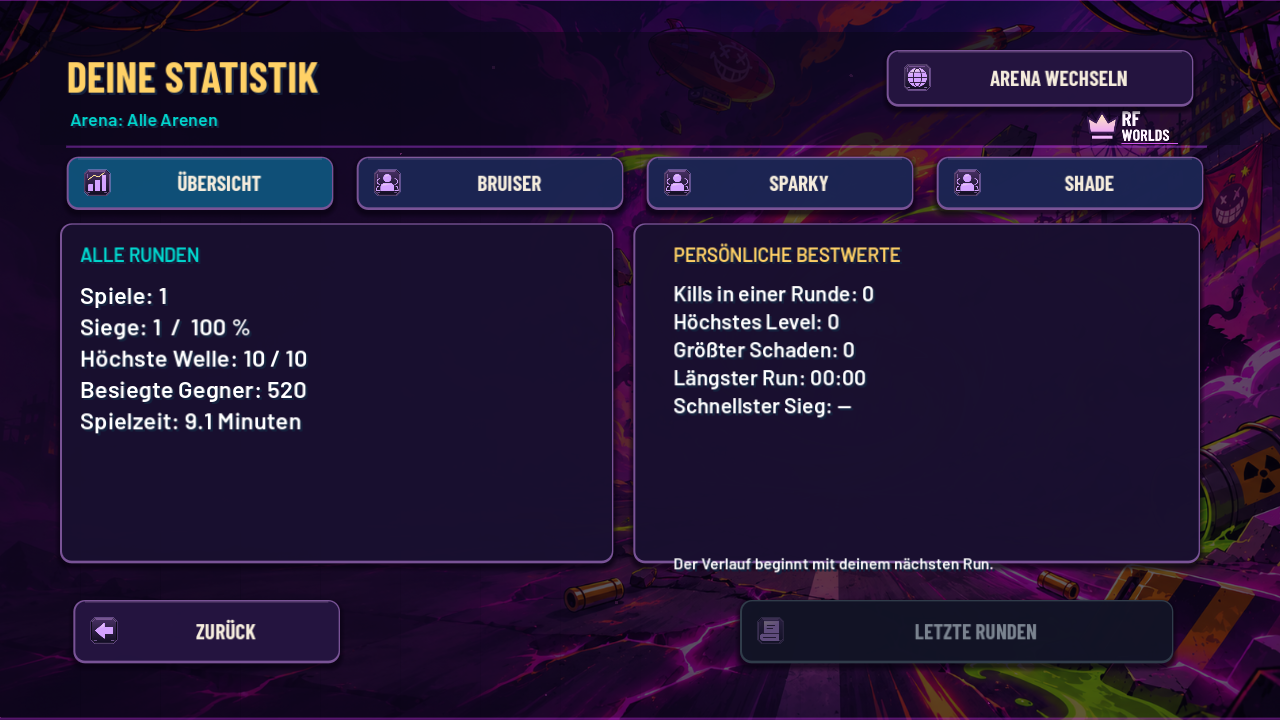 DEINE STATISTIK
ARENA WECHSELN
Arena: Alle Arenen
RF
WORLDS
ÜBERSICHT
BRUISER
SPARKY
SHADE
ALLE RUNDEN
Spiele: 1
Siege: 1 / 100 %
Höchste Welle: 10 / 10
Besiegte Gegner: 520
Spielzeit: 9.1 Minuten
PERSÖNLICHE BESTWERTE
Kills in einer Runde: 0
Höchstes Level: 0
Größter Schaden: 0
Längster Run: 00:00
Schnellster Sieg: —
Der Verlauf beginnt mit deinem nächsten Run.
ZURÜCK
LETZTE RUNDEN